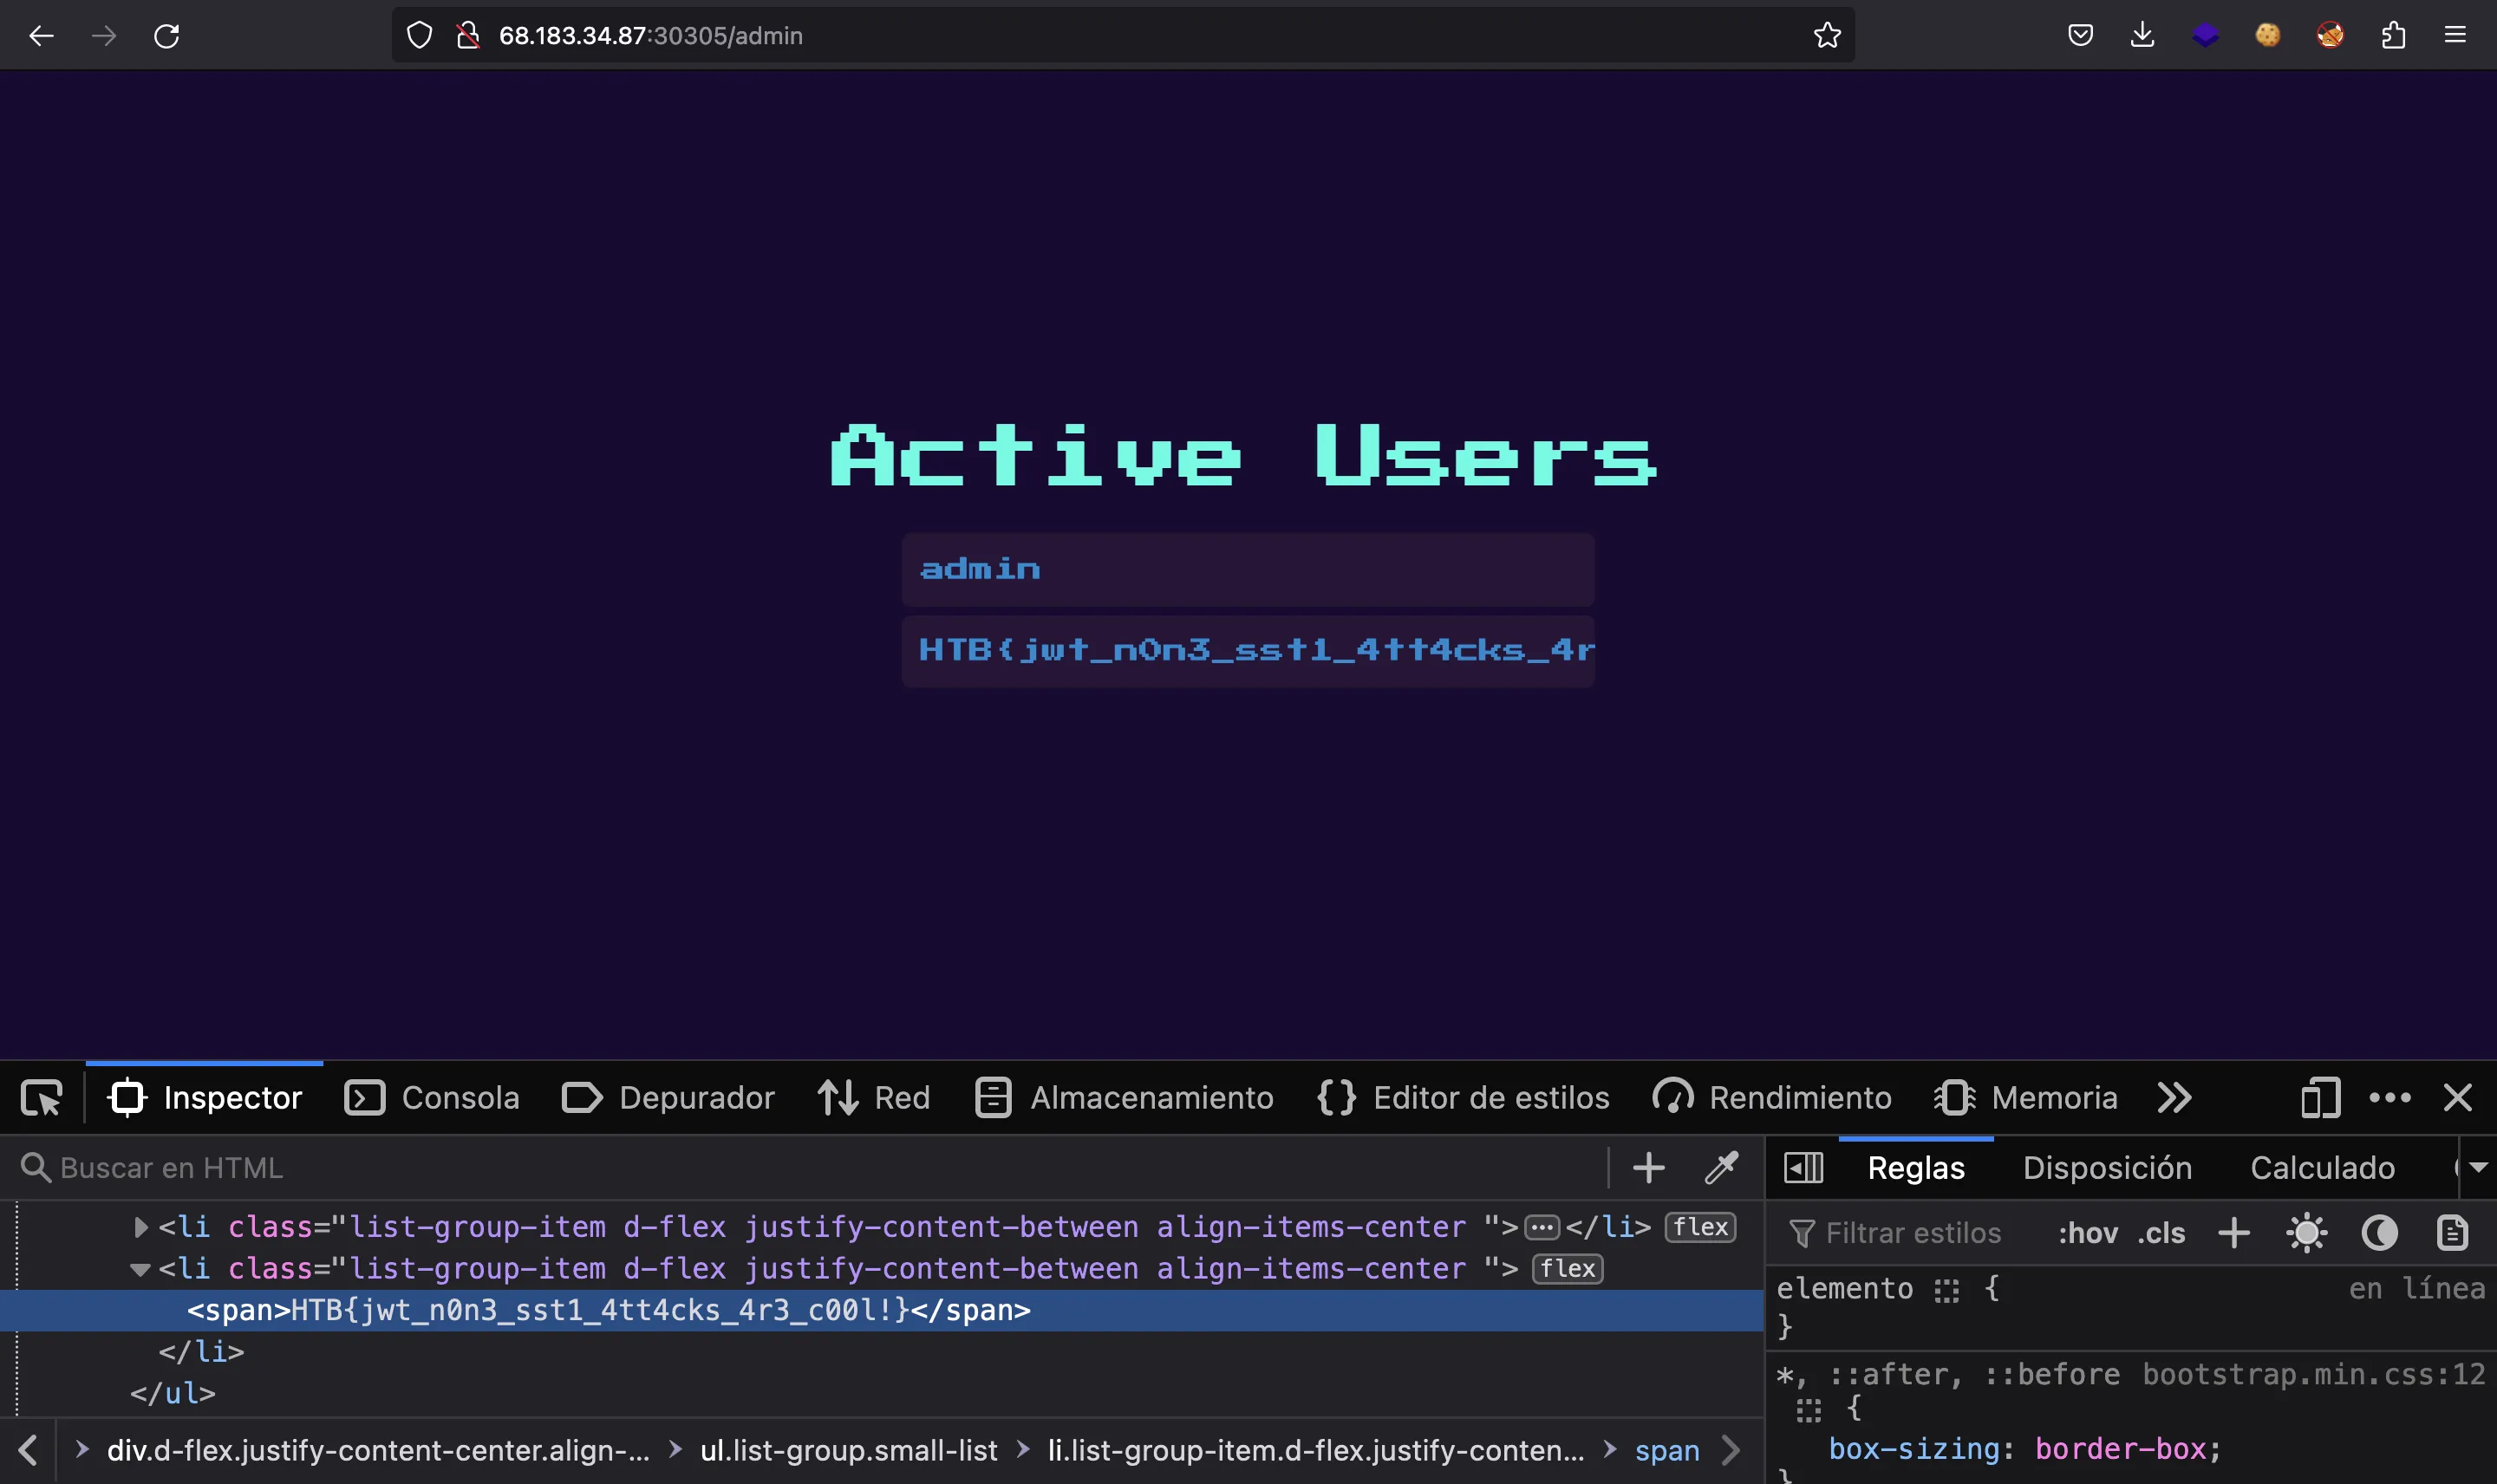 68.183.34.87:30305/admin
Active Users
admin
HTB{jwt_n0n3_sst1_4tt4cks_4r
Inspector Consola Depurador Red Almacenamiento Editor de estilos Rendimiento Memoria
Buscar en HTML
Reglas Disposición Calculado
<li class="list-group-item d-flex justify-content-between align-items-center ">⋯</li> flex
<li class="list-group-item d-flex justify-content-between align-items-center "> flex
<span>HTB{jwt_n0n3_sst1_4tt4cks_4r3_c00l!}</span>
</li>
</ul>
div.d-flex.justify-content-center.align-... ul.list-group.small-list li.list-group-item.d-flex.justify-conten... span
Filtrar estilos :hov .cls
elemento { en línea
}
*, ::after, ::before bootstrap.min.css:12
{
box-sizing: border-box;
}